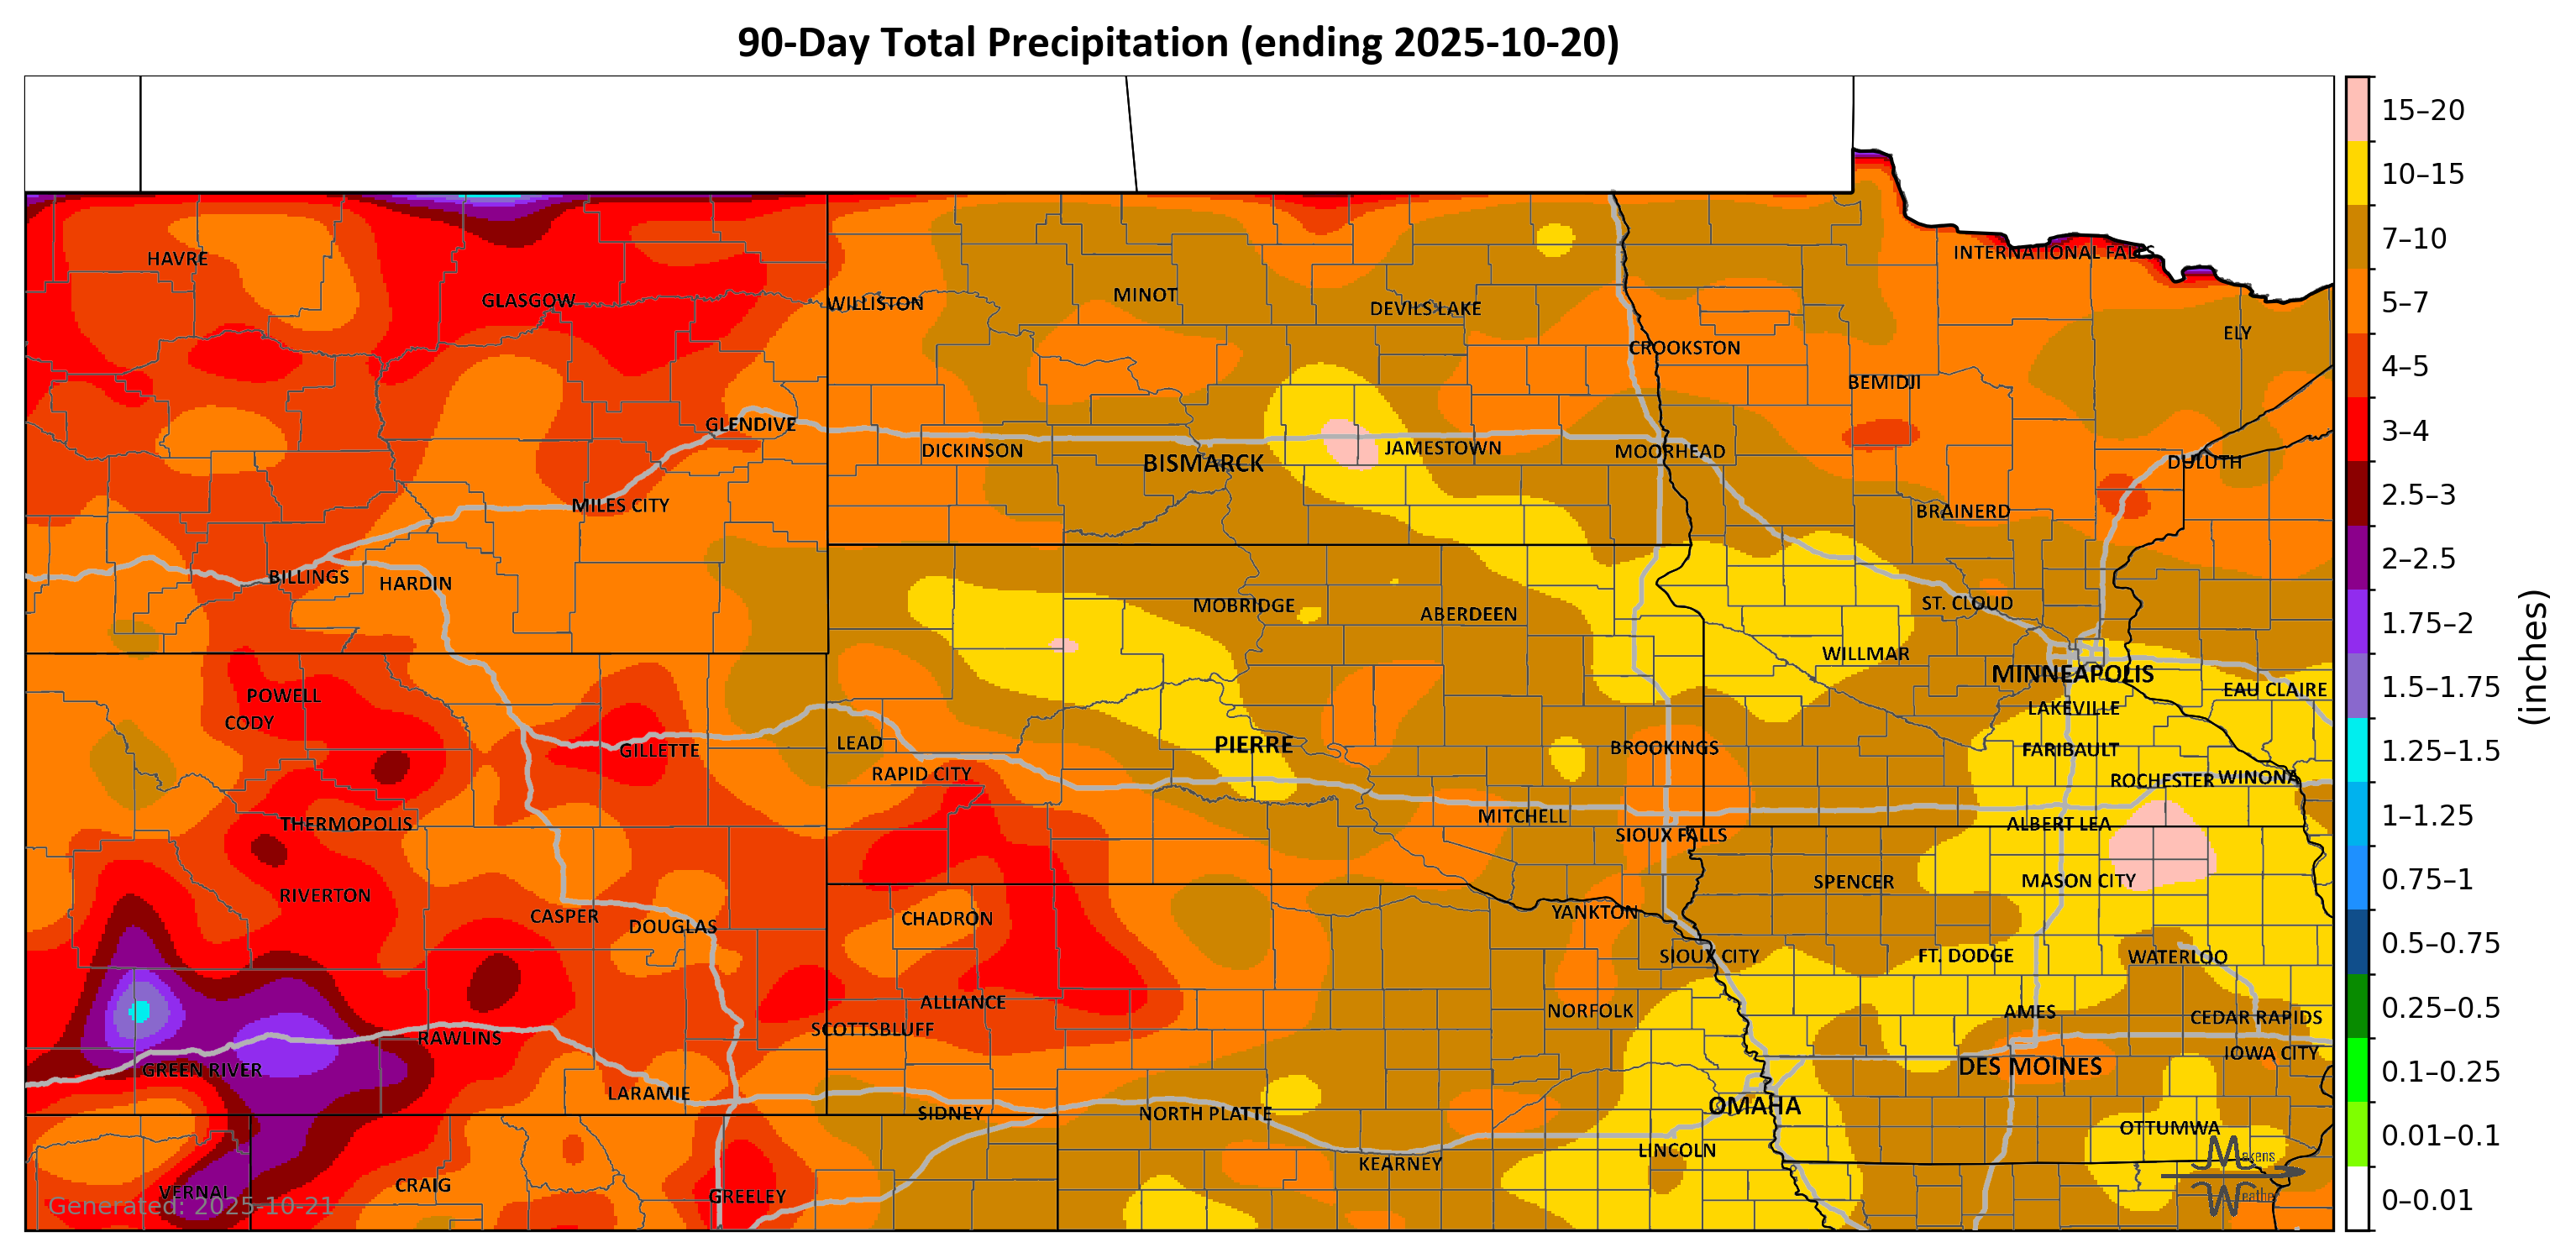 90-Day Total Precipitation (ending 2025-10-20)
15–20
10–15
7–10
5–7
4–5
3–4
2.5–3
2–2.5
1.75–2
1.5–1.75
1.25–1.5
1–1.25
0.75–1
0.5–0.75
0.25–0.5
0.1–0.25
0.01–0.1
0–0.01
(inches)
HAVRE
INTERNATIONAL FALLS
GLASGOW
WILLISTON
MINOT
DEVILS LAKE
ELY
CROOKSTON
BEMIDJI
GLENDIVE
DICKINSON
BISMARCK
JAMESTOWN
MOORHEAD
DULUTH
MILES CITY
BRAINERD
BILLINGS
HARDIN
MOBRIDGE
ABERDEEN
ST. CLOUD
WILLMAR
MINNEAPOLIS
POWELL
EAU CLAIRE
CODY
LAKEVILLE
GILLETTE
LEAD
PIERRE
BROOKINGS
FARIBAULT
RAPID CITY
ROCHESTER
WINONA
THERMOPOLIS
MITCHELL
SIOUX FALLS
ALBERT LEA
RIVERTON
SPENCER
MASON CITY
CASPER
DOUGLAS
CHADRON
YANKTON
SIOUX CITY
FT. DODGE
WATERLOO
ALLIANCE
NORFOLK
AMES
CEDAR RAPIDS
RAWLINS
SCOTTSBLUFF
GREEN RIVER
DES MOINES
IOWA CITY
LARAMIE
SIDNEY
NORTH PLATTE
OMAHA
OTTUMWA
LINCOLN
KEARNEY
VERNAL
CRAIG
GREELEY
Makens
Weather
Generated: 2025-10-21